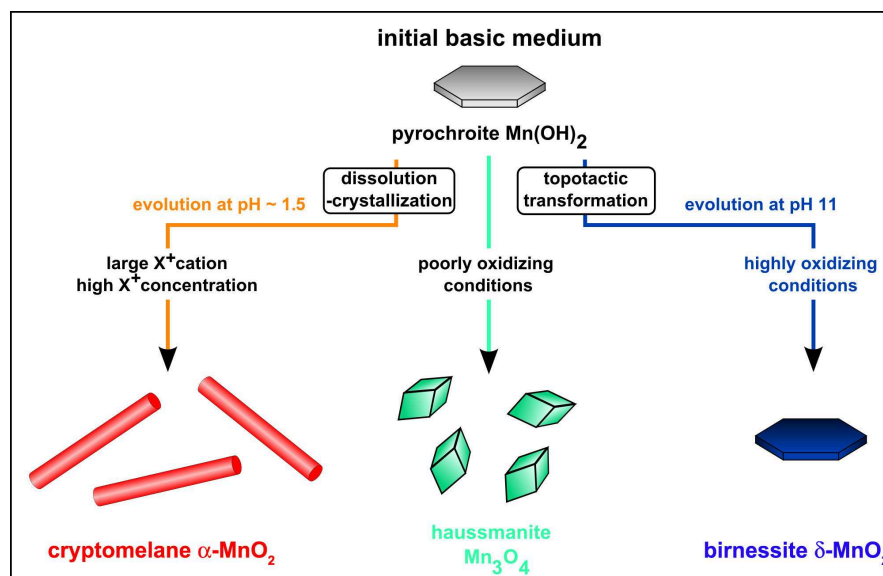 initial basic medium
pyrochroite Mn(OH)₂
dissolution
-crystallization
topotactic
transformation
evolution at pH ~ 1.5
evolution at pH 11
large X⁺cation
high X⁺concentration
poorly oxidizing
conditions
highly oxidizing
conditions
cryptomelane α-MnO₂
haussmanite
Mn₃O₄
birnessite δ-MnO₂